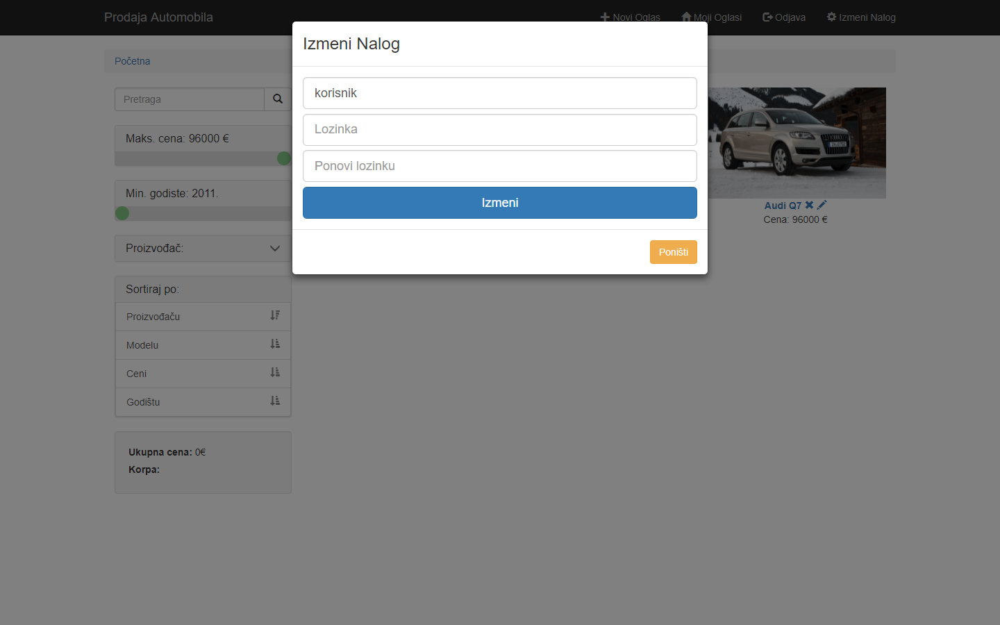 Prodaja Automobila
Novi Oglas
Moji Oglasi
Odjava
Izmeni Nalog
Izmeni Nalog
Početna
korisnik
Lozinka
Ponovi lozinku
Izmeni
Poništi
Pretraga
Maks. cena: 96000 €
Min. godiste: 2011.
Proizvođač:
Sortiraj po:
Proizvođaču
Modelu
Ceni
Godištu
Ukupna cena: 0€
Korpa:
Audi Q7
Cena: 96000 €